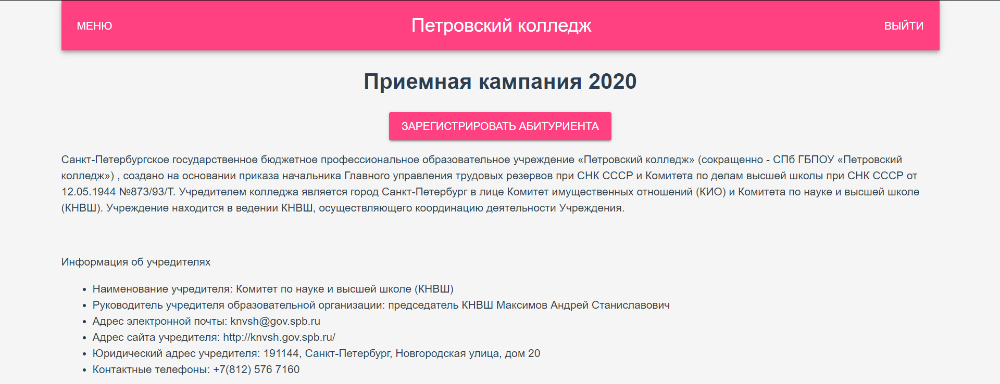 МЕНЮ
Петровский колледж
ВЫЙТИ
Приемная кампания 2020
ЗАРЕГИСТРИРОВАТЬ АБИТУРИЕНТА
Санкт-Петербургское государственное бюджетное профессиональное образовательное учреждение «Петровский колледж» (сокращенно - СПб ГБПОУ «Петровский
колледж») , создано на основании приказа начальника Главного управления трудовых резервов при СНК СССР и Комитета по делам высшей школы при СНК СССР от
12.05.1944 №873/93/Т. Учредителем колледжа является город Санкт-Петербург в лице Комитет имущественных отношений (КИО) и Комитета по науке и высшей школе
(КНВШ). Учреждение находится в ведении КНВШ, осуществляющего координацию деятельности Учреждения.
Информация об учредителях
• Наименование учредителя: Комитет по науке и высшей школе (КНВШ)
• Руководитель учредителя образовательной организации: председатель КНВШ Максимов Андрей Станиславович
• Адрес электронной почты: knvsh@gov.spb.ru
• Адрес сайта учредителя: http://knvsh.gov.spb.ru/
• Юридический адрес учредителя: 191144, Санкт-Петербург, Новгородская улица, дом 20
• Контактные телефоны: +7(812) 576 7160